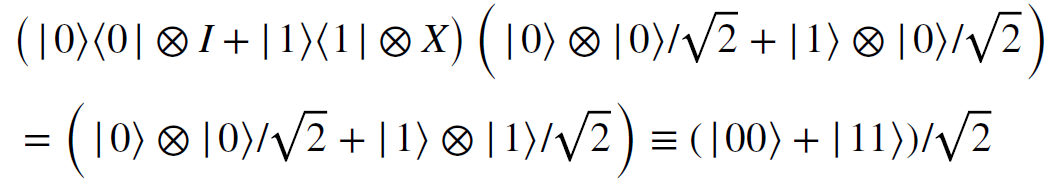 (|0⟩⟨0| ⊗ I + |1⟩⟨1| ⊗ X) (|0⟩ ⊗ |0⟩/√2 + |1⟩ ⊗ |0⟩/√2)
= (|0⟩ ⊗ |0⟩/√2 + |1⟩ ⊗ |1⟩/√2) ≡ (|00⟩ + |11⟩)/√2